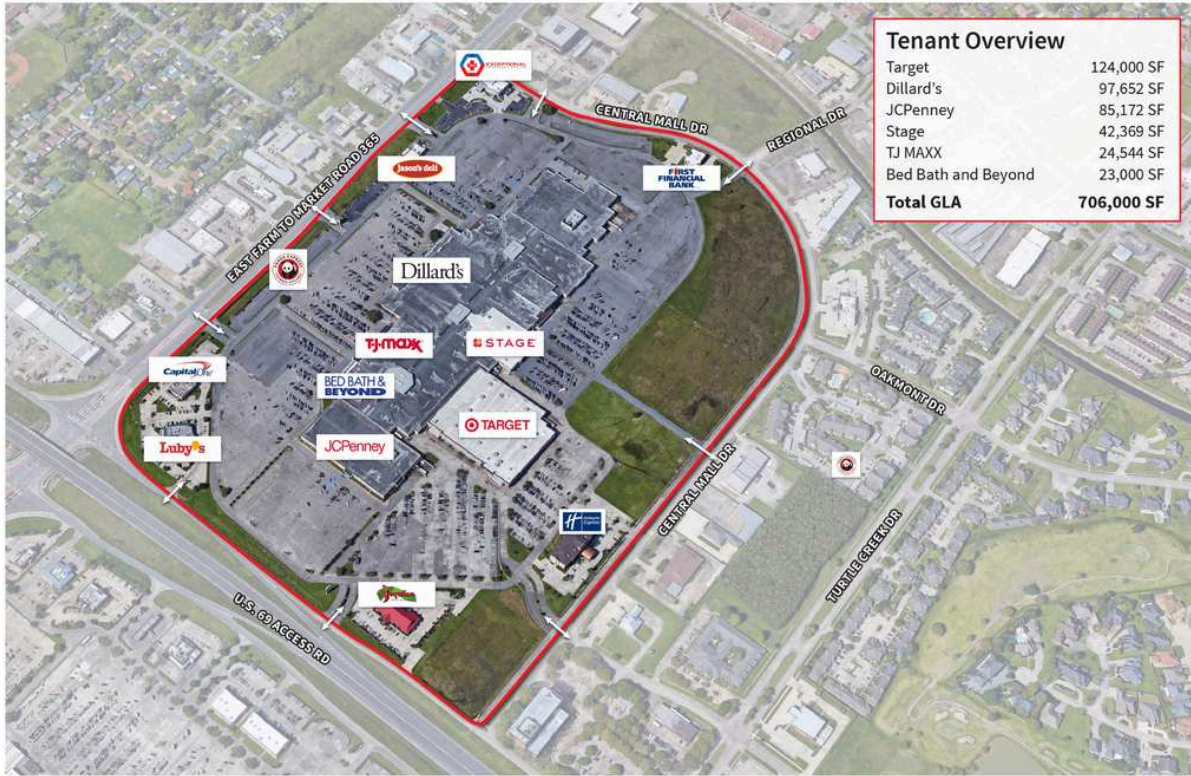 Tenant Overview
Target 124,000 SF
Dillard's 97,652 SF
JCPenney 85,172 SF
Stage 42,369 SF
TJ MAXX 24,544 SF
Bed Bath and Beyond 23,000 SF
Total GLA 706,000 SF
EXCEPTIONAL
CENTRAL MALL DR
REGIONAL DR
EAST FARM TO MARKET ROAD 365
jason's deli
FIRST
FINANCIAL
BANK
Dillard's
T·J·maxx
STAGE
Capital One
BED BATH &
BEYOND
OAKMONT DR
TARGET
Luby's
JCPenney
CENTRAL MALL DR
TURTLE CREEK DR
U.S. 69 ACCESS RD